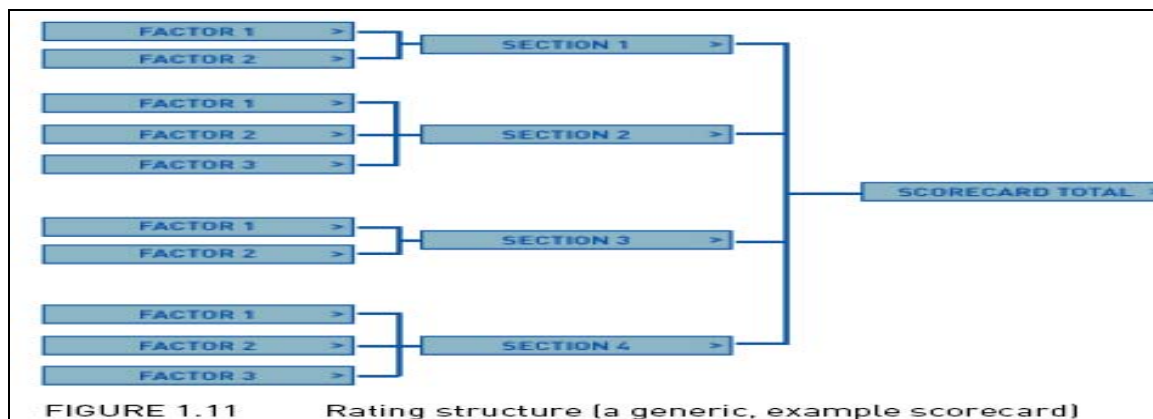 FACTOR 1 >
FACTOR 2 >
SECTION 1 >
FACTOR 1 >
FACTOR 2 >
FACTOR 3 >
SECTION 2 >
FACTOR 1 >
FACTOR 2 >
SECTION 3 >
FACTOR 1 >
FACTOR 2 >
FACTOR 3 >
SECTION 4 >
SCORECARD TOTAL >
FIGURE 1.11 Rating structure (a generic, example scorecard)